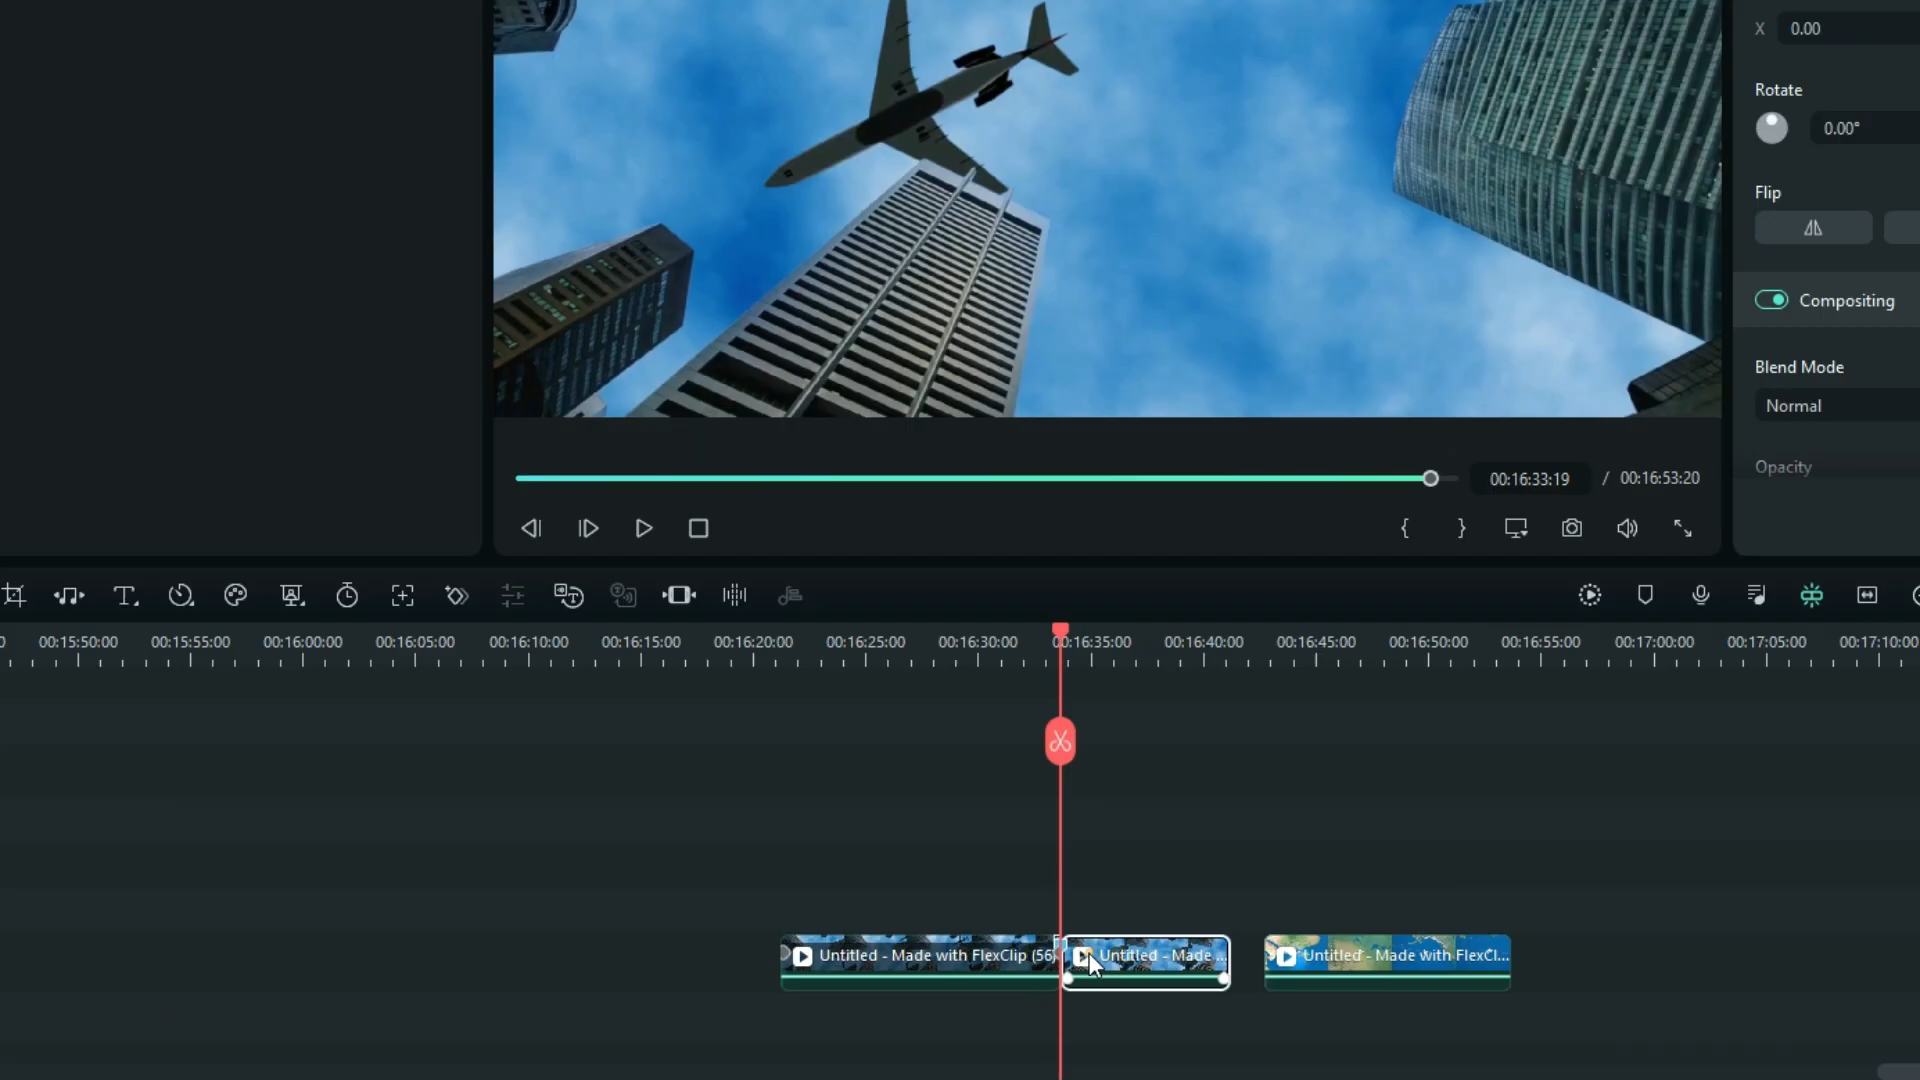 X 0.00
Rotate
0.00°
Flip
Compositing
Blend Mode
Normal
Opacity
00:16:33:19 / 00:16:53:20
0 00:15:50:00 00:15:55:00 00:16:00:00 00:16:05:00 00:16:10:00 00:16:15:00 00:16:20:00 00:16:25:00 00:16:30:00 00:16:35:00 00:16:40:00 00:16:45:00 00:16:50:00 00:16:55:00 00:17:00:00 00:17:05:00 00:17:10:00
Untitled - Made with FlexClip (56) Untitled - Made ... Untitled - Made with FlexCl...